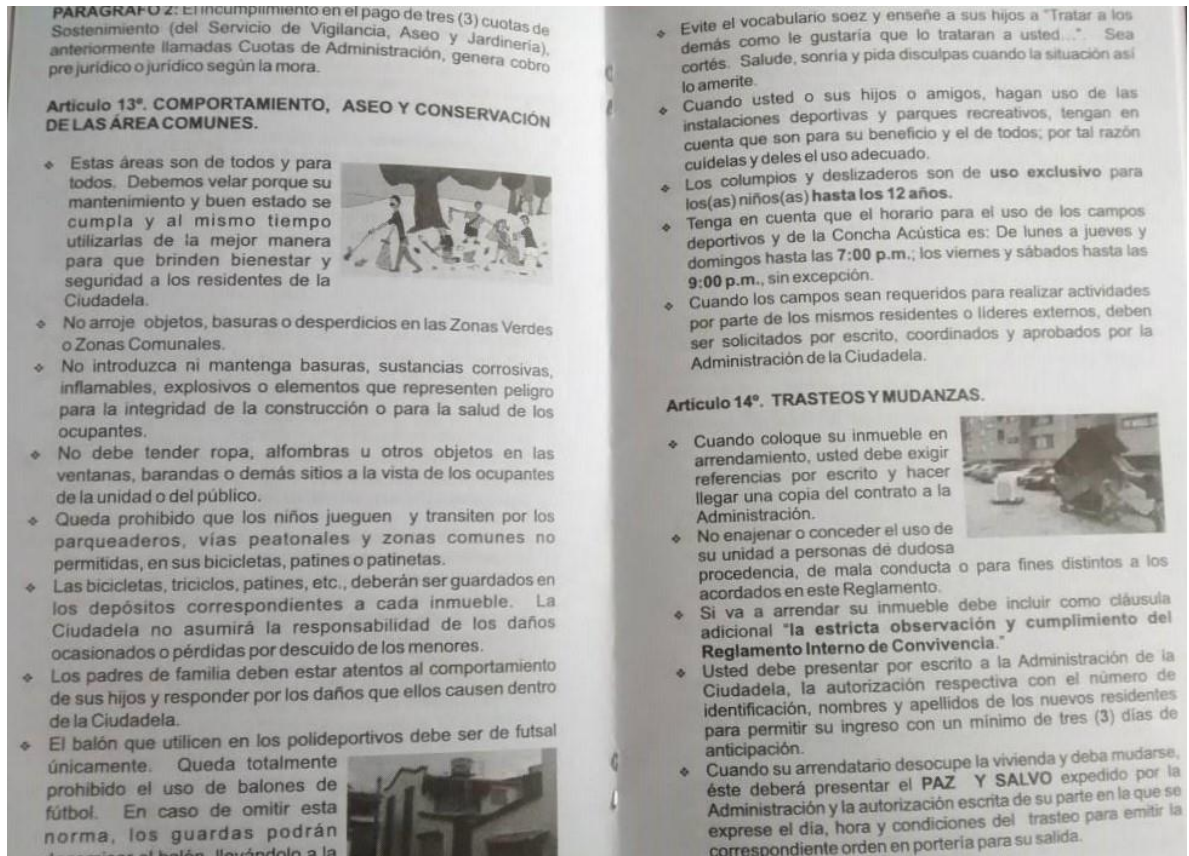 PARÁGRAFO 2: El incumplimiento en el pago de tres (3) cuotas de
Sostenimiento (del Servicio de Vigilancia, Aseo y Jardinería),
anteriormente llamadas Cuotas de Administración, genera cobro
pre jurídico o jurídico según la mora.
Artículo 13º. COMPORTAMIENTO, ASEO Y CONSERVACIÓN
DE LAS ÁREA COMUNES.
❖ Estas áreas son de todos y para
todos. Debemos velar porque su
mantenimiento y buen estado se
cumpla y al mismo tiempo
utilizarlas de la mejor manera
para que brinden bienestar y
seguridad a los residentes de la
Ciudadela.
❖ No arroje objetos, basuras o desperdicios en las Zonas Verdes
o Zonas Comunales.
❖ No introduzca ni mantenga basuras, sustancias corrosivas,
inflamables, explosivos o elementos que representen peligro
para la integridad de la construcción o para la salud de los
ocupantes.
❖ No debe tender ropa, alfombras u otros objetos en las
ventanas, barandas o demás sitios a la vista de los ocupantes
de la unidad o del público.
❖ Queda prohibido que los niños jueguen y transiten por los
parqueaderos, vías peatonales y zonas comunes no
permitidas, en sus bicicletas, patines o patinetas.
❖ Las bicicletas, triciclos, patines, etc., deberán ser guardados en
los depósitos correspondientes a cada inmueble. La
Ciudadela no asumirá la responsabilidad de los daños
ocasionados o pérdidas por descuido de los menores.
❖ Los padres de familia deben estar atentos al comportamiento
de sus hijos y responder por los daños que ellos causen dentro
de la Ciudadela.
❖ El balón que utilicen en los polideportivos debe ser de futsal
únicamente. Queda totalmente
prohibido el uso de balones de
fútbol. En caso de omitir esta
norma, los guardas podrán
el balón, llevándolo a la
❖ Evite el vocabulario soez y enseñe a sus hijos a "Tratar a los
demás como le gustaría que lo trataran a usted...". Sea
cortés. Salude, sonría y pida disculpas cuando la situación así
lo amerite.
❖ Cuando usted o sus hijos o amigos, hagan uso de las
instalaciones deportivas y parques recreativos, tengan en
cuenta que son para su beneficio y el de todos; por tal razón
cuídelas y deles el uso adecuado.
❖ Los columpios y deslizaderos son de uso exclusivo para
los(as) niños(as) hasta los 12 años.
❖ Tenga en cuenta que el horario para el uso de los campos
deportivos y de la Concha Acústica es: De lunes a jueves y
domingos hasta las 7:00 p.m.; los viernes y sábados hasta las
9:00 p.m., sin excepción.
❖ Cuando los campos sean requeridos para realizar actividades
por parte de los mismos residentes o líderes externos, deben
ser solicitados por escrito, coordinados y aprobados por la
Administración de la Ciudadela.
Artículo 14º. TRASTEOS Y MUDANZAS.
❖ Cuando coloque su inmueble en
arrendamiento, usted debe exigir
referencias por escrito y hacer
llegar una copia del contrato a la
Administración.
❖ No enajenar o conceder el uso de
su unidad a personas de dudosa
procedencia, de mala conducta o para fines distintos a los
acordados en este Reglamento.
❖ Si va a arrendar su inmueble debe incluir como cláusula
adicional "la estricta observación y cumplimiento del
Reglamento Interno de Convivencia."
❖ Usted debe presentar por escrito a la Administración de la
Ciudadela, la autorización respectiva con el número de
identificación, nombres y apellidos de los nuevos residentes
para permitir su ingreso con un mínimo de tres (3) días de
anticipación.
❖ Cuando su arrendatario desocupe la vivienda y deba mudarse,
éste deberá presentar el PAZ Y SALVO expedido por la
Administración y la autorización escrita de su parte en la que se
exprese el día, hora y condiciones del trasteo para emitir la
correspondiente orden en portería para su salida.